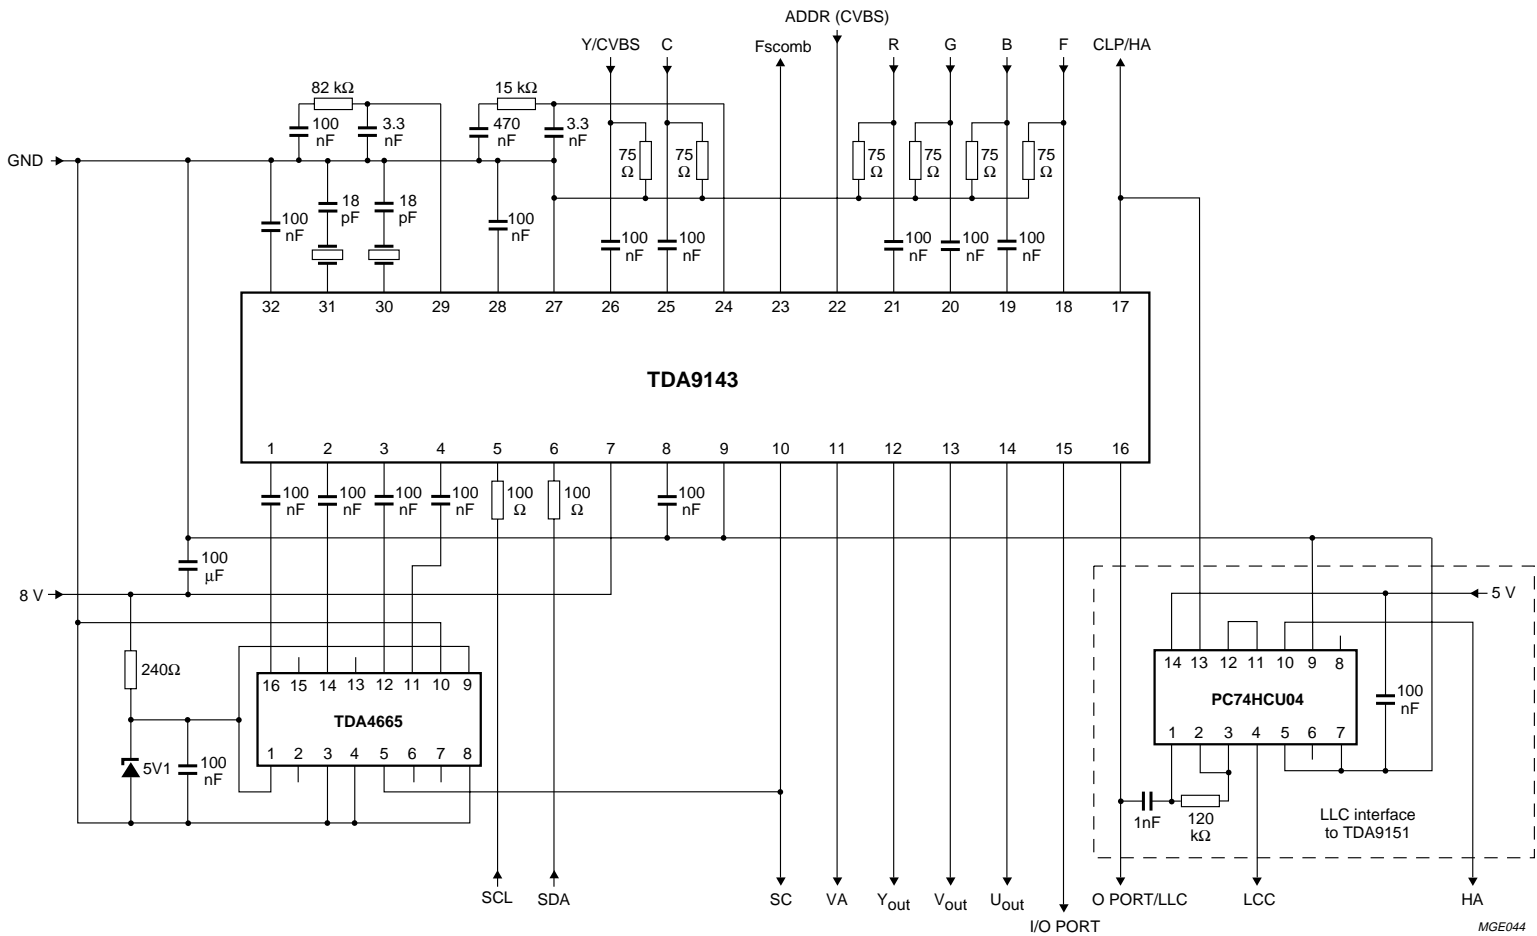 ADDR (CVBS)
Y/CVBS C Fscomb R G B F CLP/HA
82 kΩ 15 kΩ
100 nF 3.3 nF 470 nF 3.3 nF
75 Ω 75 Ω 75 Ω 75 Ω 75 Ω 75 Ω
GND
100 nF 18 pF 18 pF 100 nF 100 nF 100 nF 100 nF 100 nF 100 nF
32 31 30 29 28 27 26 25 24 23 22 21 20 19 18 17
TDA9143
1 2 3 4 5 6 7 8 9 10 11 12 13 14 15 16
100 nF 100 nF 100 nF 100 nF 100 Ω 100 Ω 100 nF
100 μF
8 V
5 V
240Ω
16 15 14 13 12 11 10 9
TDA4665
1 2 3 4 5 6 7 8
5V1
100 nF
14 13 12 11 10 9 8
PC74HCU04
1 2 3 4 5 6 7
100 nF
1nF
120 kΩ
LLC interface
to TDA9151
SCL SDA SC VA Yout Vout Uout I/O PORT O PORT/LLC LCC HA
MGE044